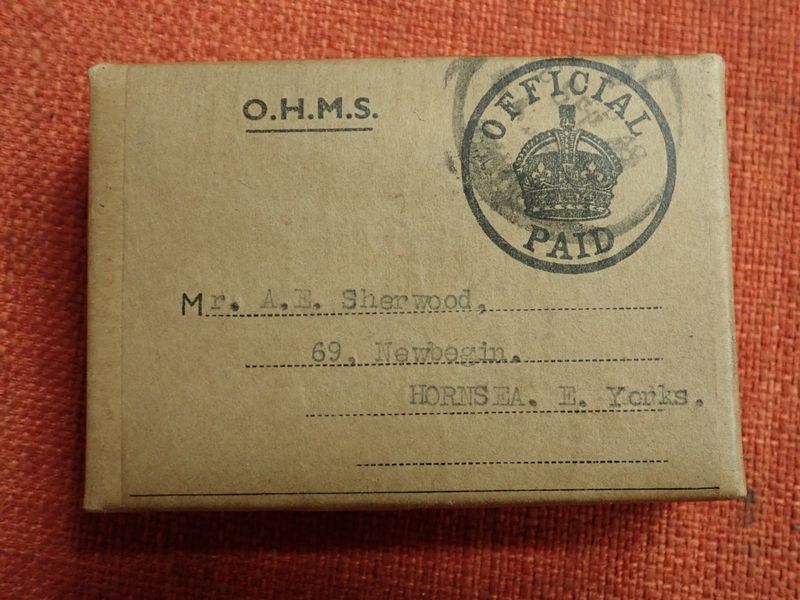 O.H.M.S.
OFFICIAL
PAID
Mr. A.E. Sherwood,
69, Newbegin.
HORNSEA. E. Yorks.